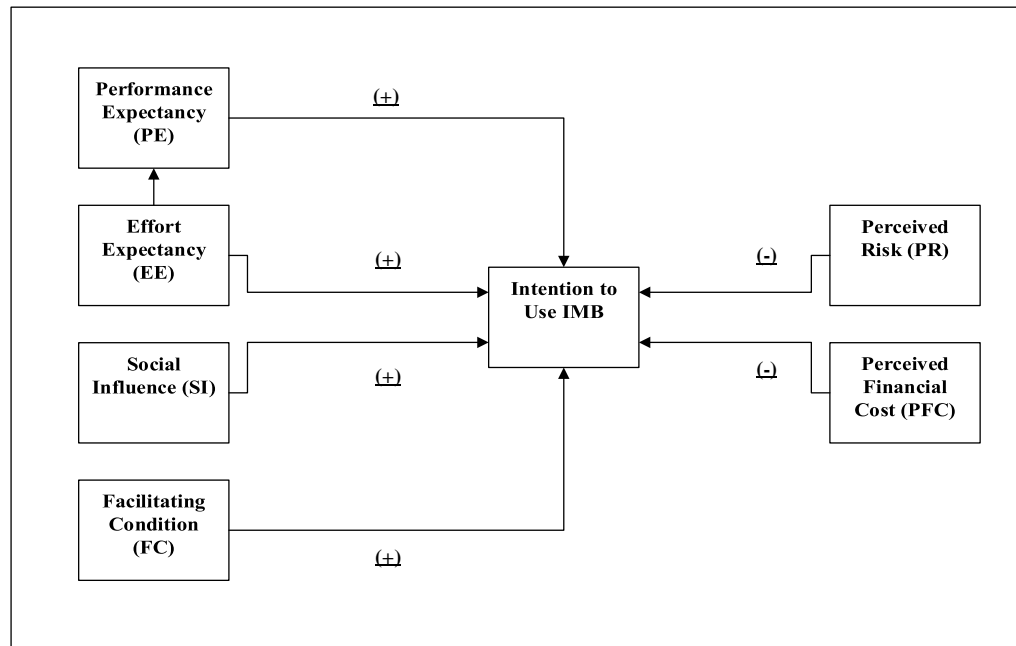 Performance
Expectancy
(PE)
(+)
Effort
Expectancy
(EE)
(+)
Social
Influence (SI)
(+)
Facilitating
Condition
(FC)
(+)
Intention to
Use IMB
(-)
Perceived
Risk (PR)
(-)
Perceived
Financial
Cost (PFC)